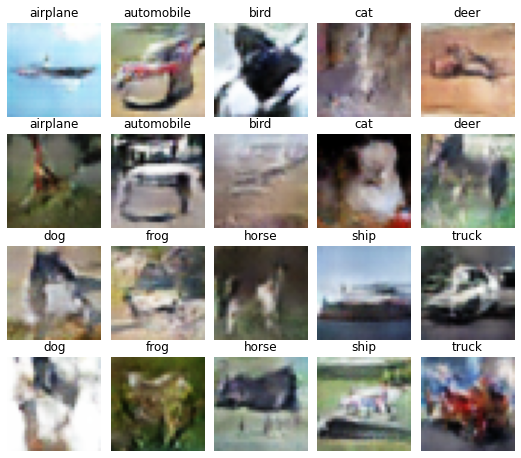 airplane automobile bird cat deer
airplane automobile bird cat deer
dog frog horse ship truck
dog frog horse ship truck